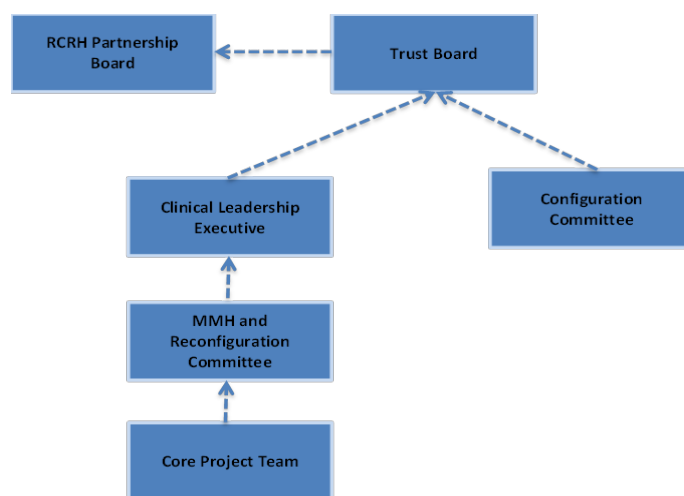 RCRH Partnership
Board
Trust Board
Clinical Leadership
Executive
Configuration
Committee
MMH and
Reconfiguration
Committee
Core Project Team